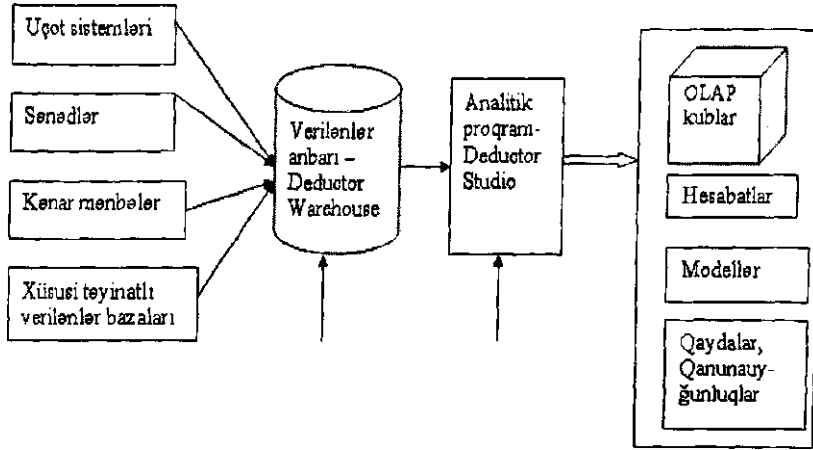 Uçot sistemləri
Sənədlər
Kənar mənbələr
Xüsusi təyinatlı
verilənlər bazaları
Verilənlər
anbarı –
Deductor
Warehouse
Analitik
proqram-
Deductor
Studio
OLAP
kublar
Hesabatlar
Modellər
Qaydalar,
Qanunauy-
ğunluqlar